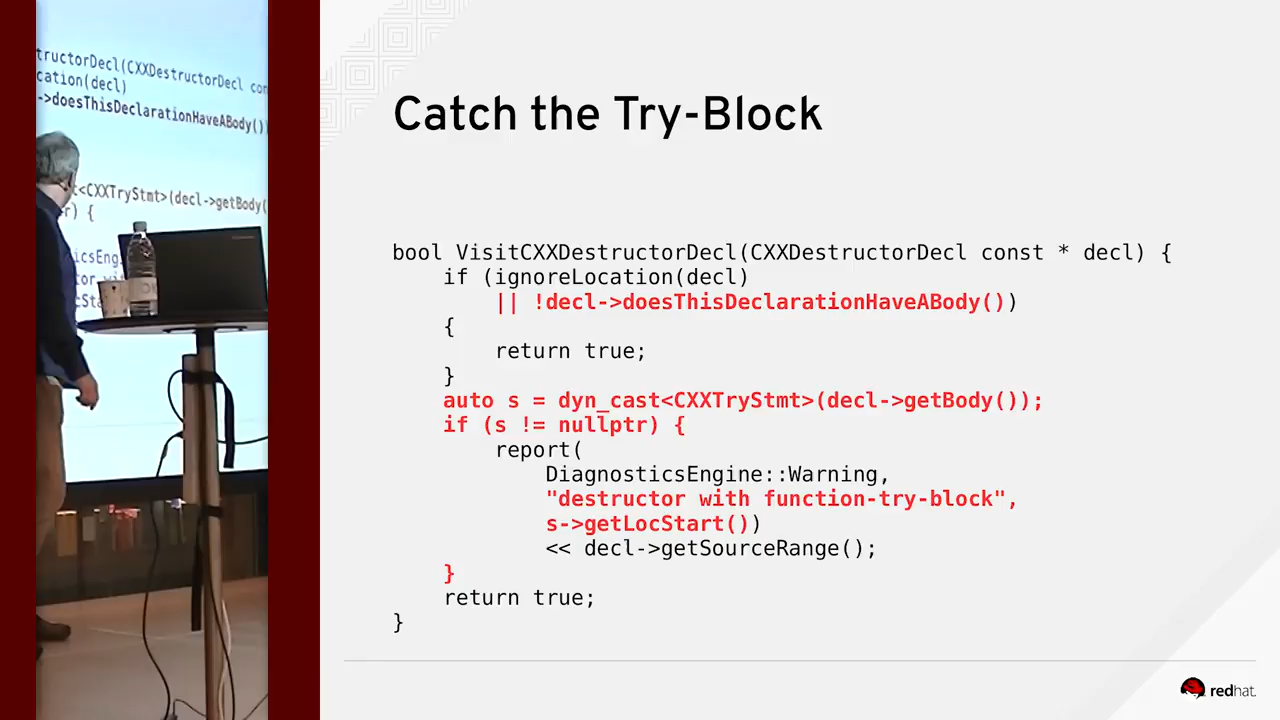 tructorDecl(CXXDestructorDecl con
cation(decl)
->doesThisDeclarationHaveABody())
<CXXTryStmt>(decl->getBody(
r) {
Catch the Try-Block
bool VisitCXXDestructorDecl(CXXDestructorDecl const * decl) {
if (ignoreLocation(decl)
|| !decl->doesThisDeclarationHaveABody())
{
return true;
}
auto s = dyn_cast<CXXTryStmt>(decl->getBody());
if (s != nullptr) {
report(
DiagnosticsEngine::Warning,
"destructor with function-try-block",
s->getLocStart())
<< decl->getSourceRange();
}
return true;
}
redhat.